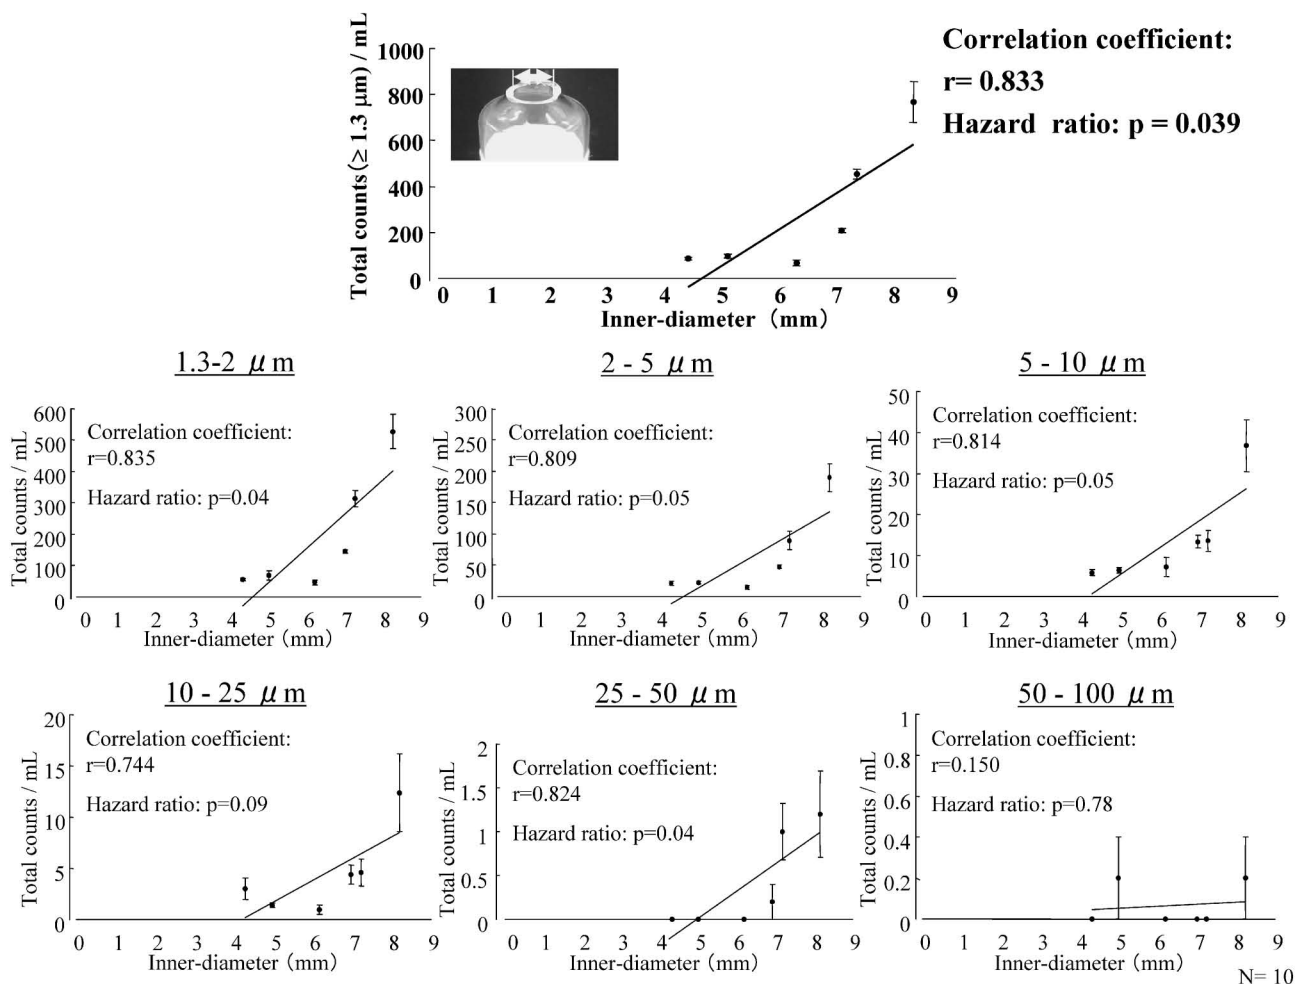 Correlation coefficient:
r= 0.833
Hazard ratio: p = 0.039
Total counts (≥ 1.3 μm) / mL
1000
800
600
400
200
0
0 1 2 3 4 5 6 7 8 9
Inner-diameter (mm)
1.3-2 μm
Total counts / mL
600
500
400
300
200
100
0
Correlation coefficient:
r=0.835
Hazard ratio: p=0.04
0 1 2 3 4 5 6 7 8 9
Inner-diameter (mm)
2 - 5 μm
Total counts / mL
300
250
200
150
100
50
0
Correlation coefficient:
r=0.809
Hazard ratio: p=0.05
0 1 2 3 4 5 6 7 8 9
Inner-diameter (mm)
5 - 10 μm
Total counts / mL
50
40
30
20
10
0
Correlation coefficient:
r=0.814
Hazard ratio: p=0.05
0 1 2 3 4 5 6 7 8 9
Inner-diameter (mm)
10 - 25 μm
Total counts / mL
20
15
10
5
0
Correlation coefficient:
r=0.744
Hazard ratio: p=0.09
0 1 2 3 4 5 6 7 8 9
Inner-diameter (mm)
25 - 50 μm
Total counts / mL
2
1.5
1
0.5
0
Correlation coefficient:
r=0.824
Hazard ratio: p=0.04
0 1 2 3 4 5 6 7 8 9
Inner-diameter (mm)
50 - 100 μm
Total counts / mL
1
0.8
0.6
0.4
0.2
0
Correlation coefficient:
r=0.150
Hazard ratio: p=0.78
0 1 2 3 4 5 6 7 8 9
Inner-diameter (mm)
N= 10